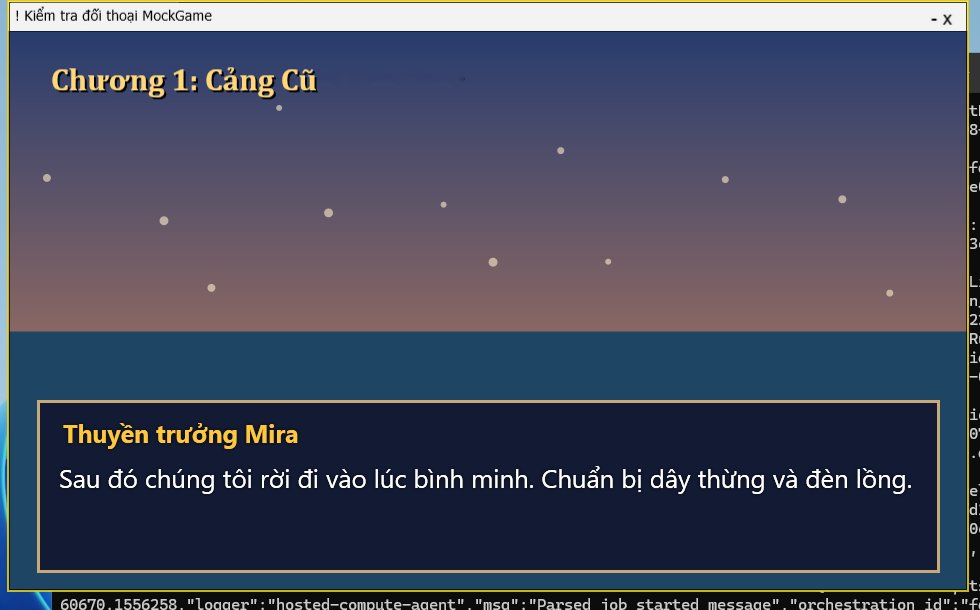 ! Kiểm tra đối thoại MockGame
- x
Chương 1: Cảng Cũ
Thuyền trưởng Mira
Sau đó chúng tôi rời đi vào lúc bình minh. Chuẩn bị dây thừng và đèn lồng.
60670.1556258,"logger":"hosted-compute-agent","msg":"Parsed job started message","orchestration_id":"f